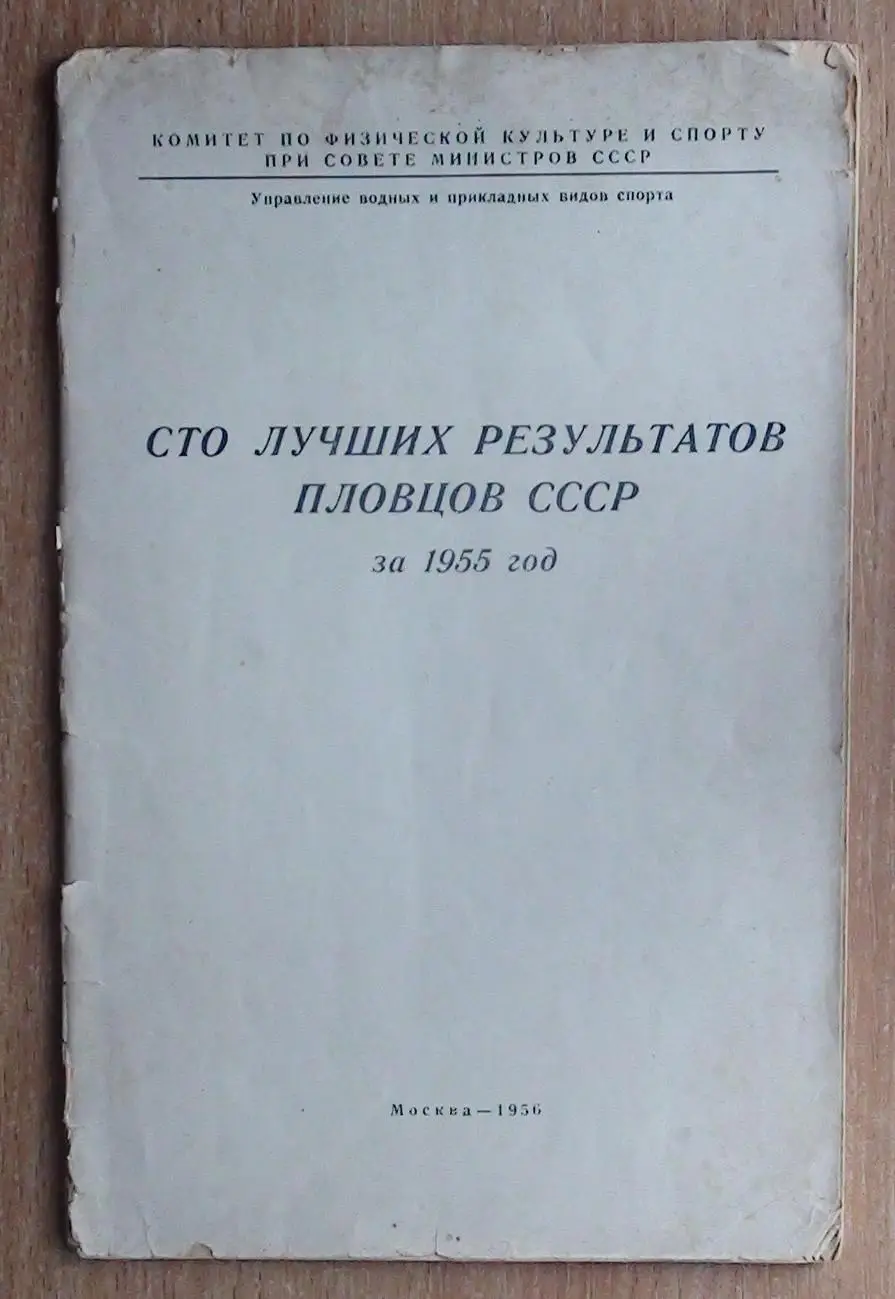 КОМИТЕТ ПО ФИЗИЧЕСКОЙ КУЛЬТУРЕ И СПОРТУ
ПРИ СОВЕТЕ МИНИСТРОВ СССР
Управление водных и прикладных видов спорта
СТО ЛУЧШИХ РЕЗУЛЬТАТОВ
ПЛОВЦОВ СССР
за 1955 год
Москва — 1956